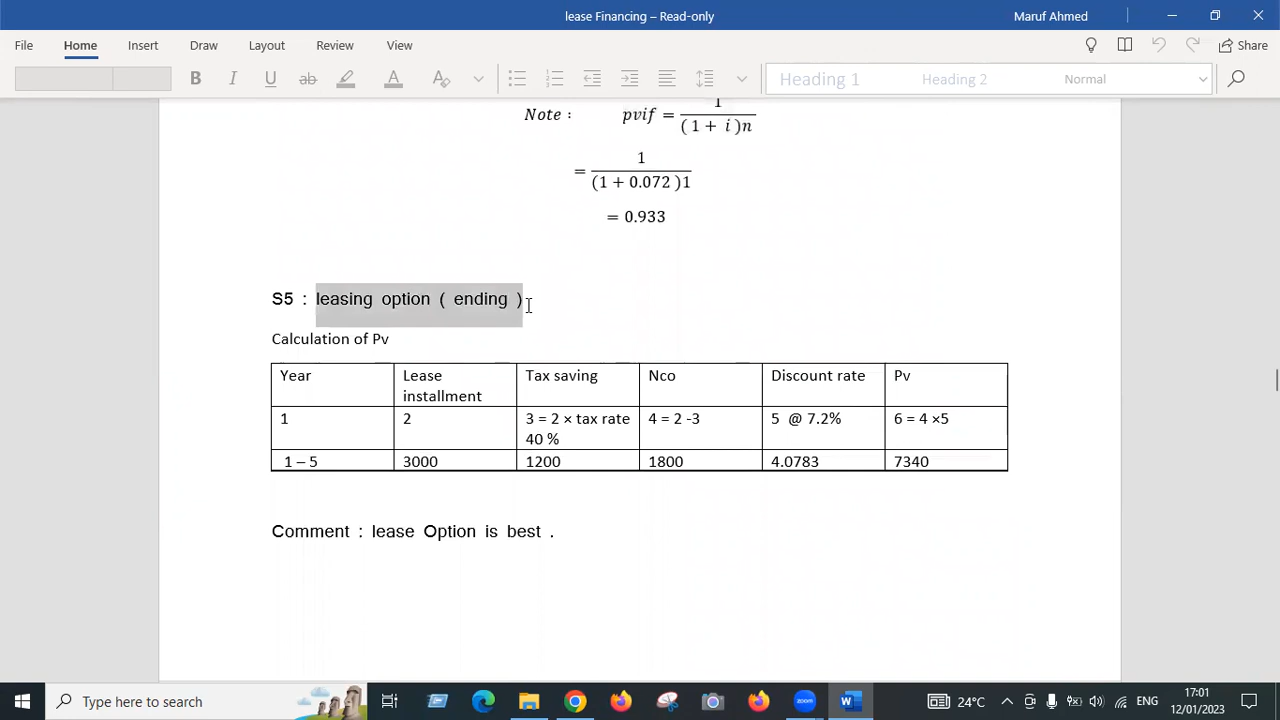 lease Financing – Read-only
Maruf Ahmed
File Home Insert Draw Layout Review View
Share
B I U ab A
Heading 1 Heading 2 Normal
Note : pvif = 1 / ( 1 + i )n
= 1 / (1 + 0.072 )1
= 0.933
S5 : leasing option ( ending )
Calculation of Pv
Year Lease installment Tax saving Nco Discount rate Pv
1 2 3 = 2 × tax rate 40 % 4 = 2 -3 5 @ 7.2% 6 = 4 ×5
1 – 5 3000 1200 1800 4.0783 7340
Comment : lease Option is best .
Type here to search
zoom
24°C
ENG
17:01
12/01/2023